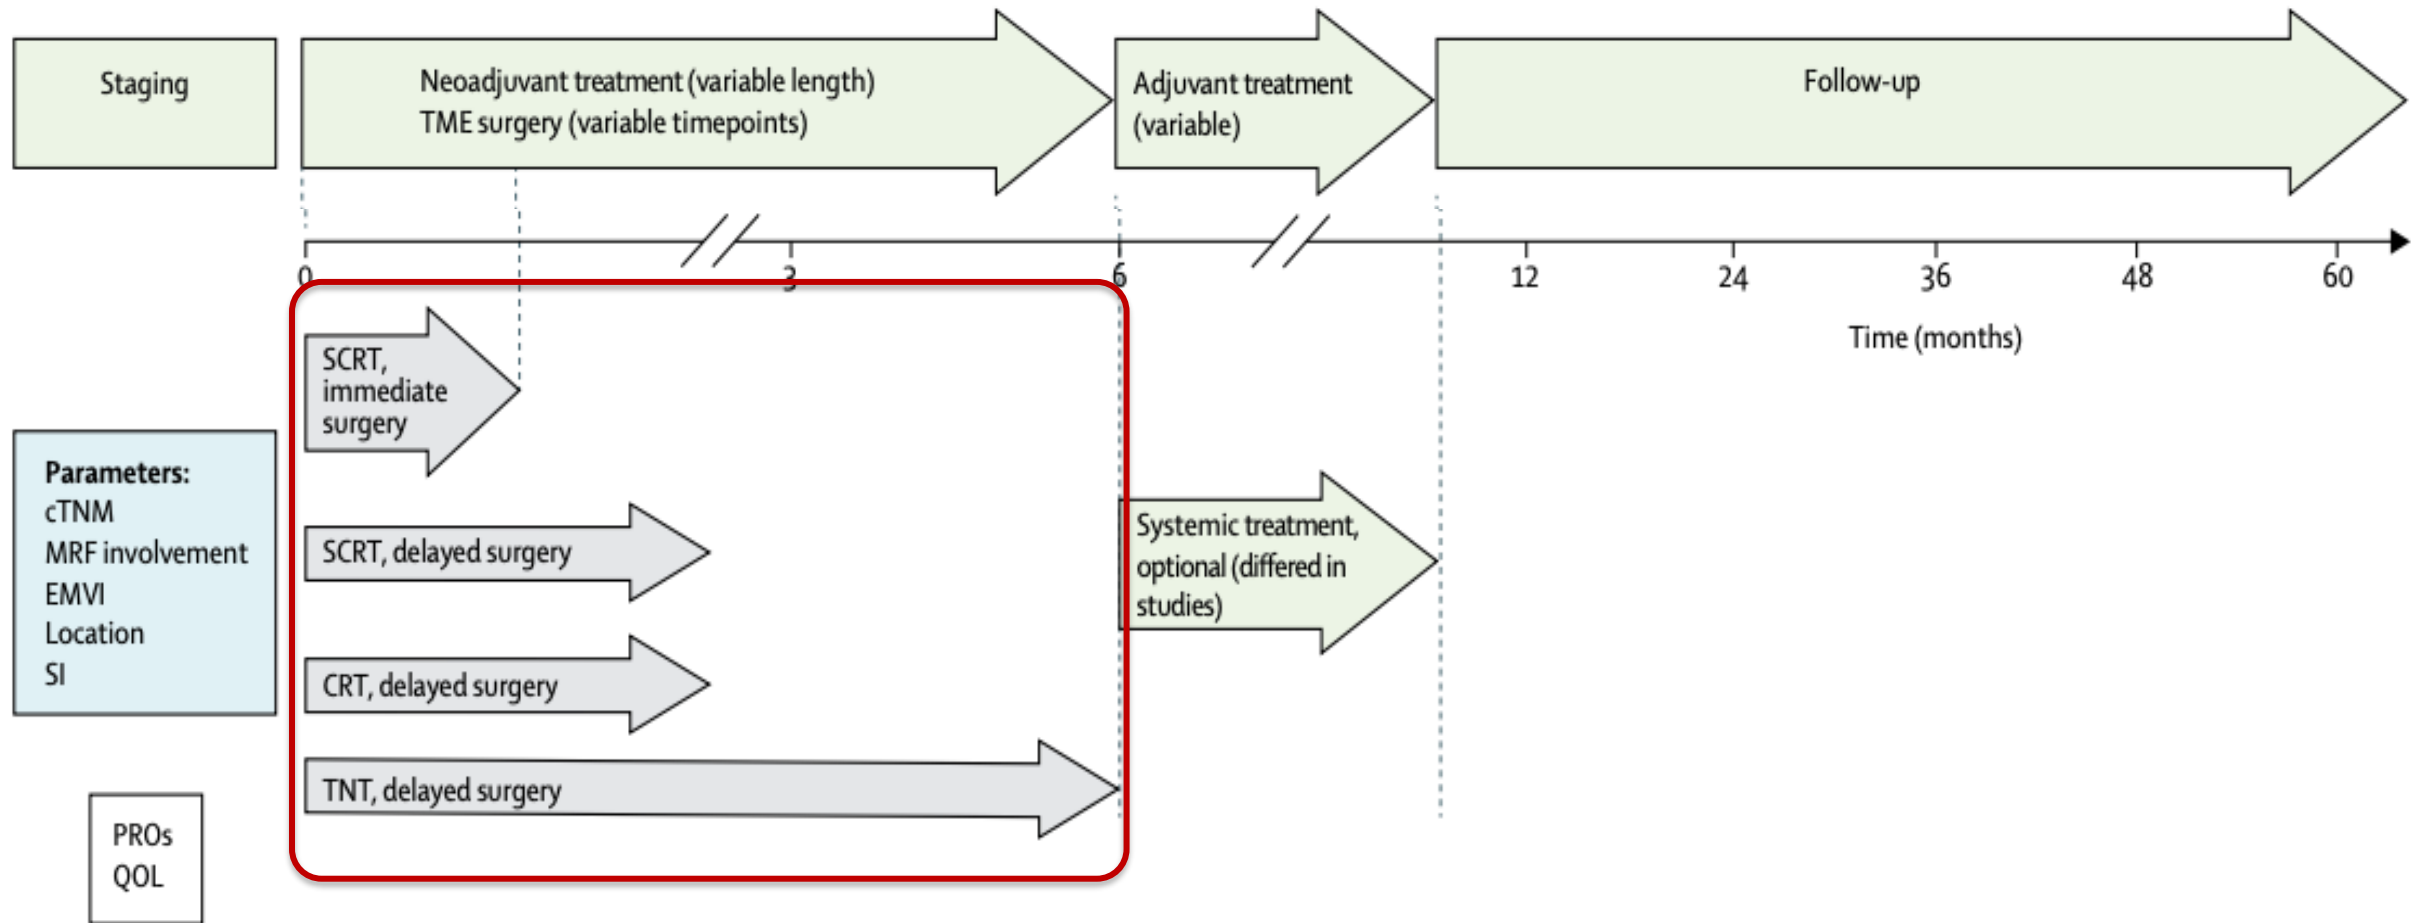 Staging
Neoadjuvant treatment (variable length)
TME surgery (variable timepoints)
Adjuvant treatment
(variable)
Follow-up
0
3
6
12
24
36
48
60
Time (months)
SCRT,
immediate
surgery
Parameters:
cTNM
MRF involvement
EMVI
Location
SI
SCRT, delayed surgery
CRT, delayed surgery
TNT, delayed surgery
Systemic treatment,
optional (differed in
studies)
PROs
QOL